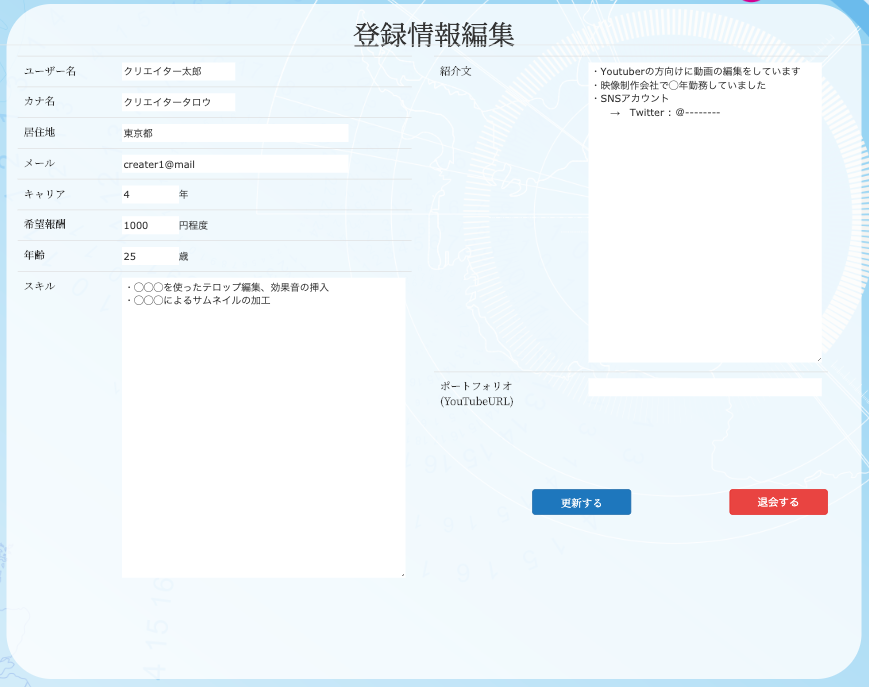 登録情報編集
ユーザー名 クリエイター太郎
カナ名 クリエイタータロウ
居住地 東京都
メール creater1@mail
キャリア 4 年
希望報酬 1000 円程度
年齢 25 歳
スキル ・〇〇〇を使ったテロップ編集、効果音の挿入
・〇〇〇によるサムネイルの加工
紹介文 ・Youtuberの方向けに動画の編集をしています
・映像制作会社で〇年勤務していました
・SNSアカウント
→ Twitter：@--------
ポートフォリオ
(YouTubeURL)
更新する
退会する